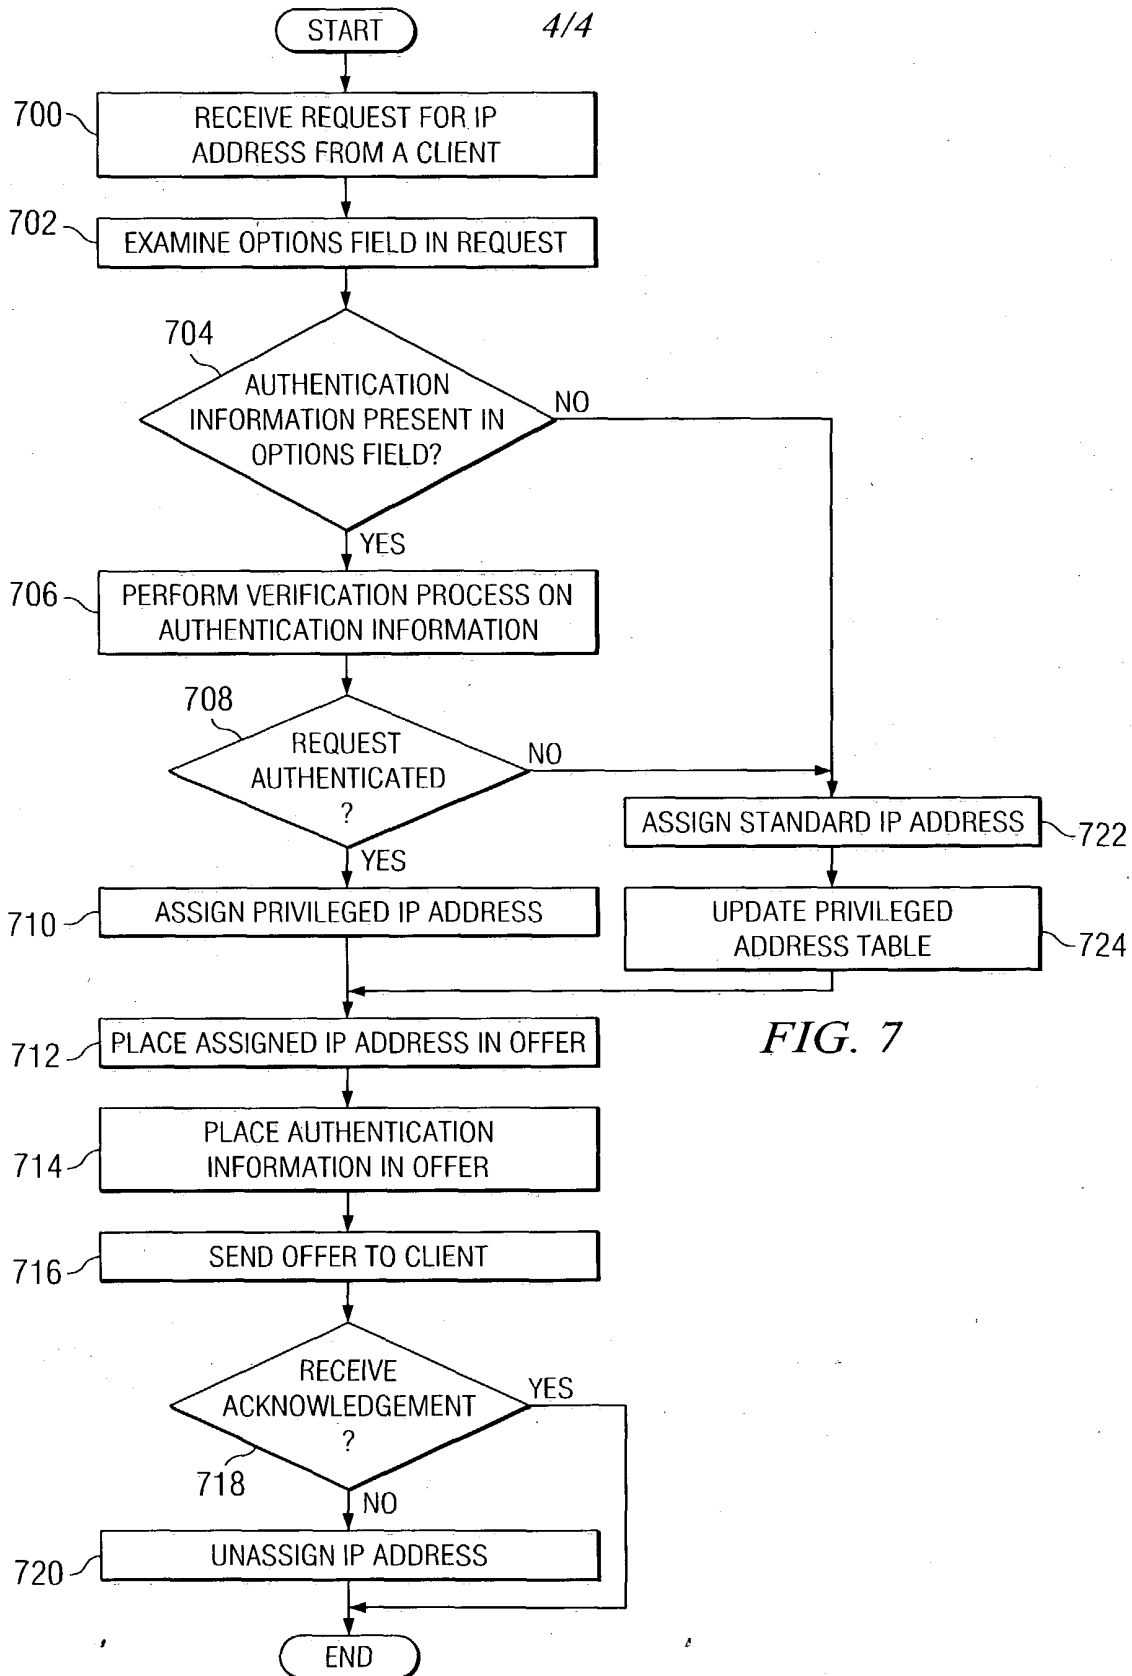 START
4/4
700
RECEIVE REQUEST FOR IP
ADDRESS FROM A CLIENT
702
EXAMINE OPTIONS FIELD IN REQUEST
704
AUTHENTICATION
INFORMATION PRESENT IN
OPTIONS FIELD?
NO
YES
706
PERFORM VERIFICATION PROCESS ON
AUTHENTICATION INFORMATION
708
REQUEST
AUTHENTICATED
?
NO
YES
ASSIGN STANDARD IP ADDRESS
722
710
ASSIGN PRIVILEGED IP ADDRESS
UPDATE PRIVILEGED
ADDRESS TABLE
724
712
PLACE ASSIGNED IP ADDRESS IN OFFER
FIG. 7
714
PLACE AUTHENTICATION
INFORMATION IN OFFER
716
SEND OFFER TO CLIENT
RECEIVE
ACKNOWLEDGEMENT
?
YES
718
NO
720
UNASSIGN IP ADDRESS
END